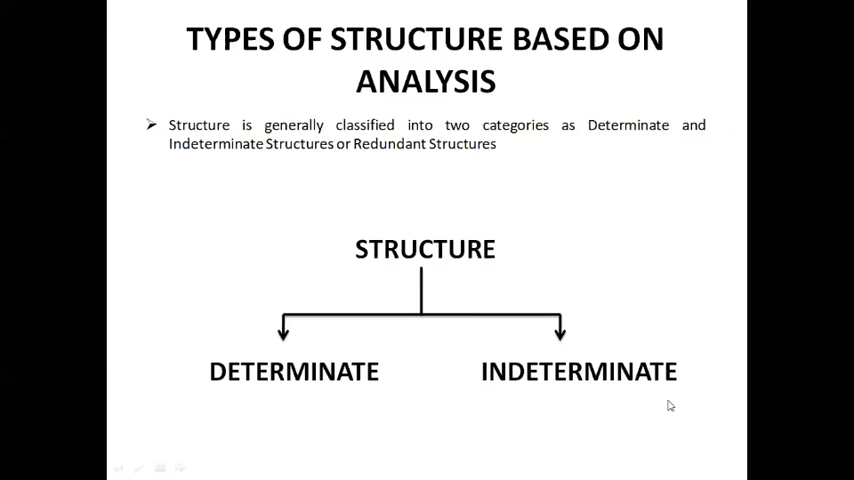 TYPES OF STRUCTURE BASED ON
ANALYSIS
Structure is generally classified into two categories as Determinate and
Indeterminate Structures or Redundant Structures
STRUCTURE
DETERMINATE
INDETERMINATE